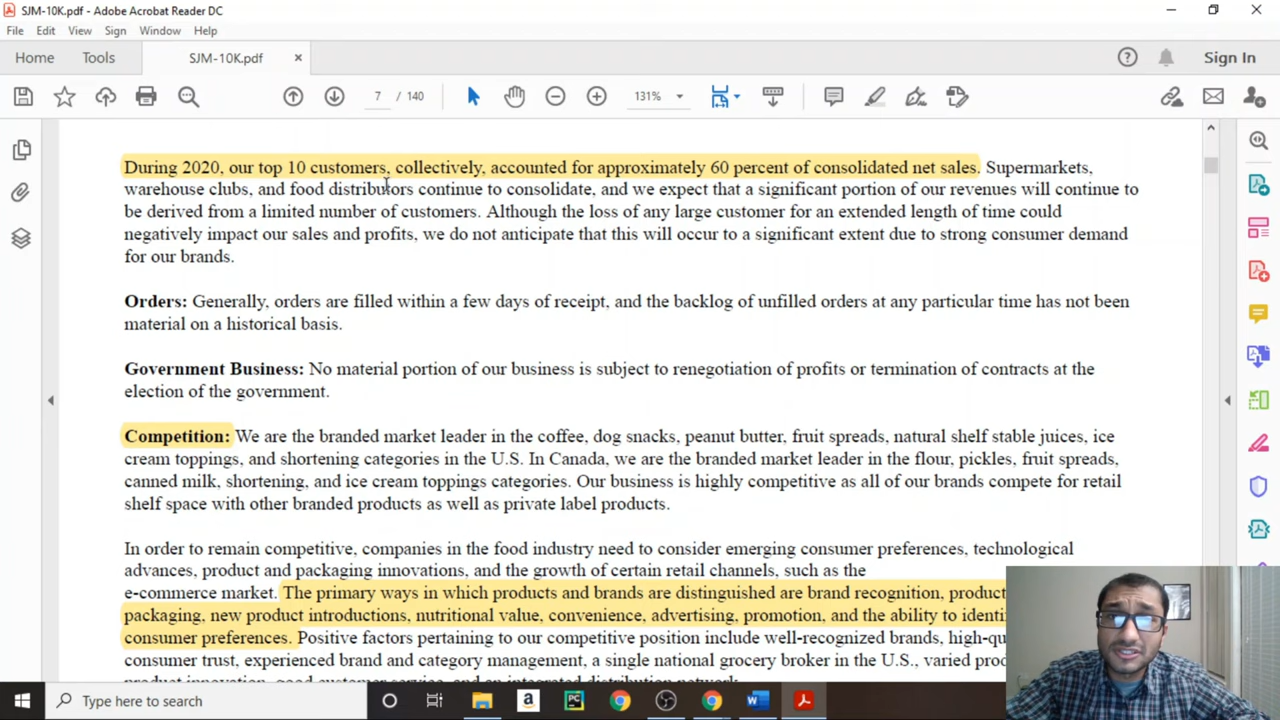 SJM-10K.pdf - Adobe Acrobat Reader DC
File Edit View Sign Window Help
Home Tools SJM-10K.pdf × Sign In
7 / 140 131%
During 2020, our top 10 customers, collectively, accounted for approximately 60 percent of consolidated net sales. Supermarkets,
warehouse clubs, and food distributors continue to consolidate, and we expect that a significant portion of our revenues will continue to
be derived from a limited number of customers. Although the loss of any large customer for an extended length of time could
negatively impact our sales and profits, we do not anticipate that this will occur to a significant extent due to strong consumer demand
for our brands.
Orders: Generally, orders are filled within a few days of receipt, and the backlog of unfilled orders at any particular time has not been
material on a historical basis.
Government Business: No material portion of our business is subject to renegotiation of profits or termination of contracts at the
election of the government.
Competition: We are the branded market leader in the coffee, dog snacks, peanut butter, fruit spreads, natural shelf stable juices, ice
cream toppings, and shortening categories in the U.S. In Canada, we are the branded market leader in the flour, pickles, fruit spreads,
canned milk, shortening, and ice cream toppings categories. Our business is highly competitive as all of our brands compete for retail
shelf space with other branded products as well as private label products.
In order to remain competitive, companies in the food industry need to consider emerging consumer preferences, technological
advances, product and packaging innovations, and the growth of certain retail channels, such as the
e-commerce market. The primary ways in which products and brands are distinguished are brand recognition, product
packaging, new product introductions, nutritional value, convenience, advertising, promotion, and the ability to
consumer preferences. Positive factors pertaining to our competitive position include well-recognized brands,
consumer trust, experienced brand and category management, a single national grocery broker in the U.S., varied
product innovation, good customer service, and an integrated distribution network.
Type here to search